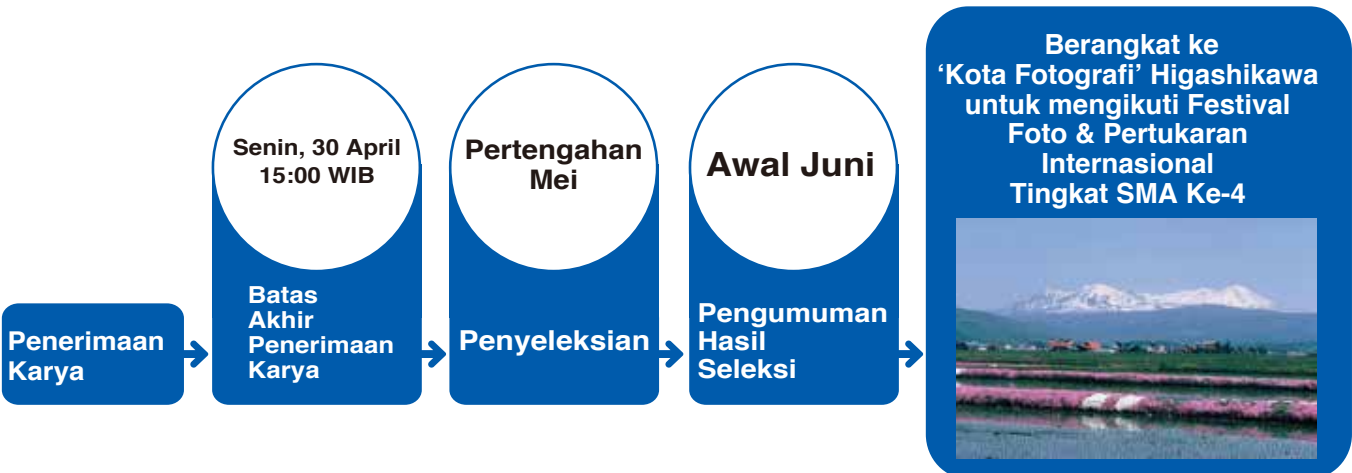 Penerimaan
Karya
Senin, 30 April
15:00 WIB
Batas
Akhir
Penerimaan
Karya
Pertengahan
Mei
Penyeleksian
Awal Juni
Pengumuman
Hasil
Seleksi
Berangkat ke
‘Kota Fotografi’ Higashikawa
untuk mengikuti Festival
Foto & Pertukaran
Internasional
Tingkat SMA Ke-4